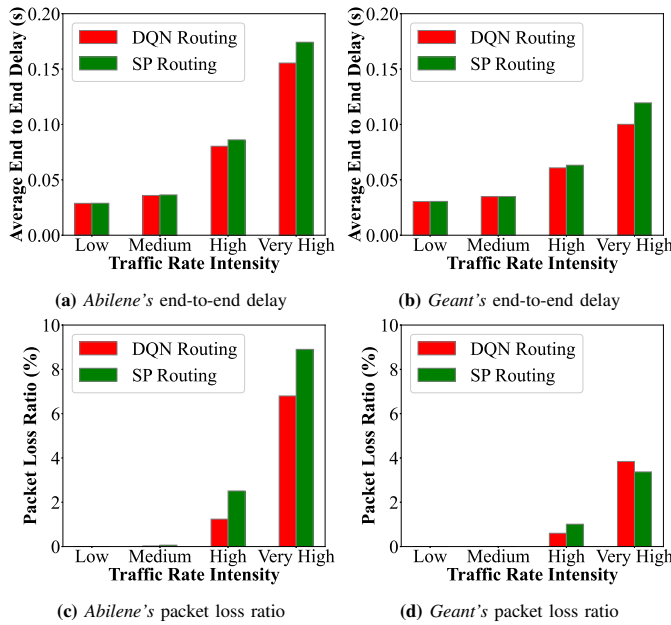 Average End to End Delay (s)
0.20
0.15
0.10
0.05
0.00
DQN Routing
SP Routing
Low Medium High Very High
Traffic Rate Intensity
(a) Abilene's end-to-end delay
Average End to End Delay (s)
0.20
0.15
0.10
0.05
0.00
DQN Routing
SP Routing
Low Medium High Very High
Traffic Rate Intensity
(b) Geant's end-to-end delay
Packet Loss Ratio (%)
10
8
6
4
2
0
DQN Routing
SP Routing
Low Medium High Very High
Traffic Rate Intensity
(c) Abilene's packet loss ratio
Packet Loss Ratio (%)
10
8
6
4
2
0
DQN Routing
SP Routing
Low Medium High Very High
Traffic Rate Intensity
(d) Geant's packet loss ratio